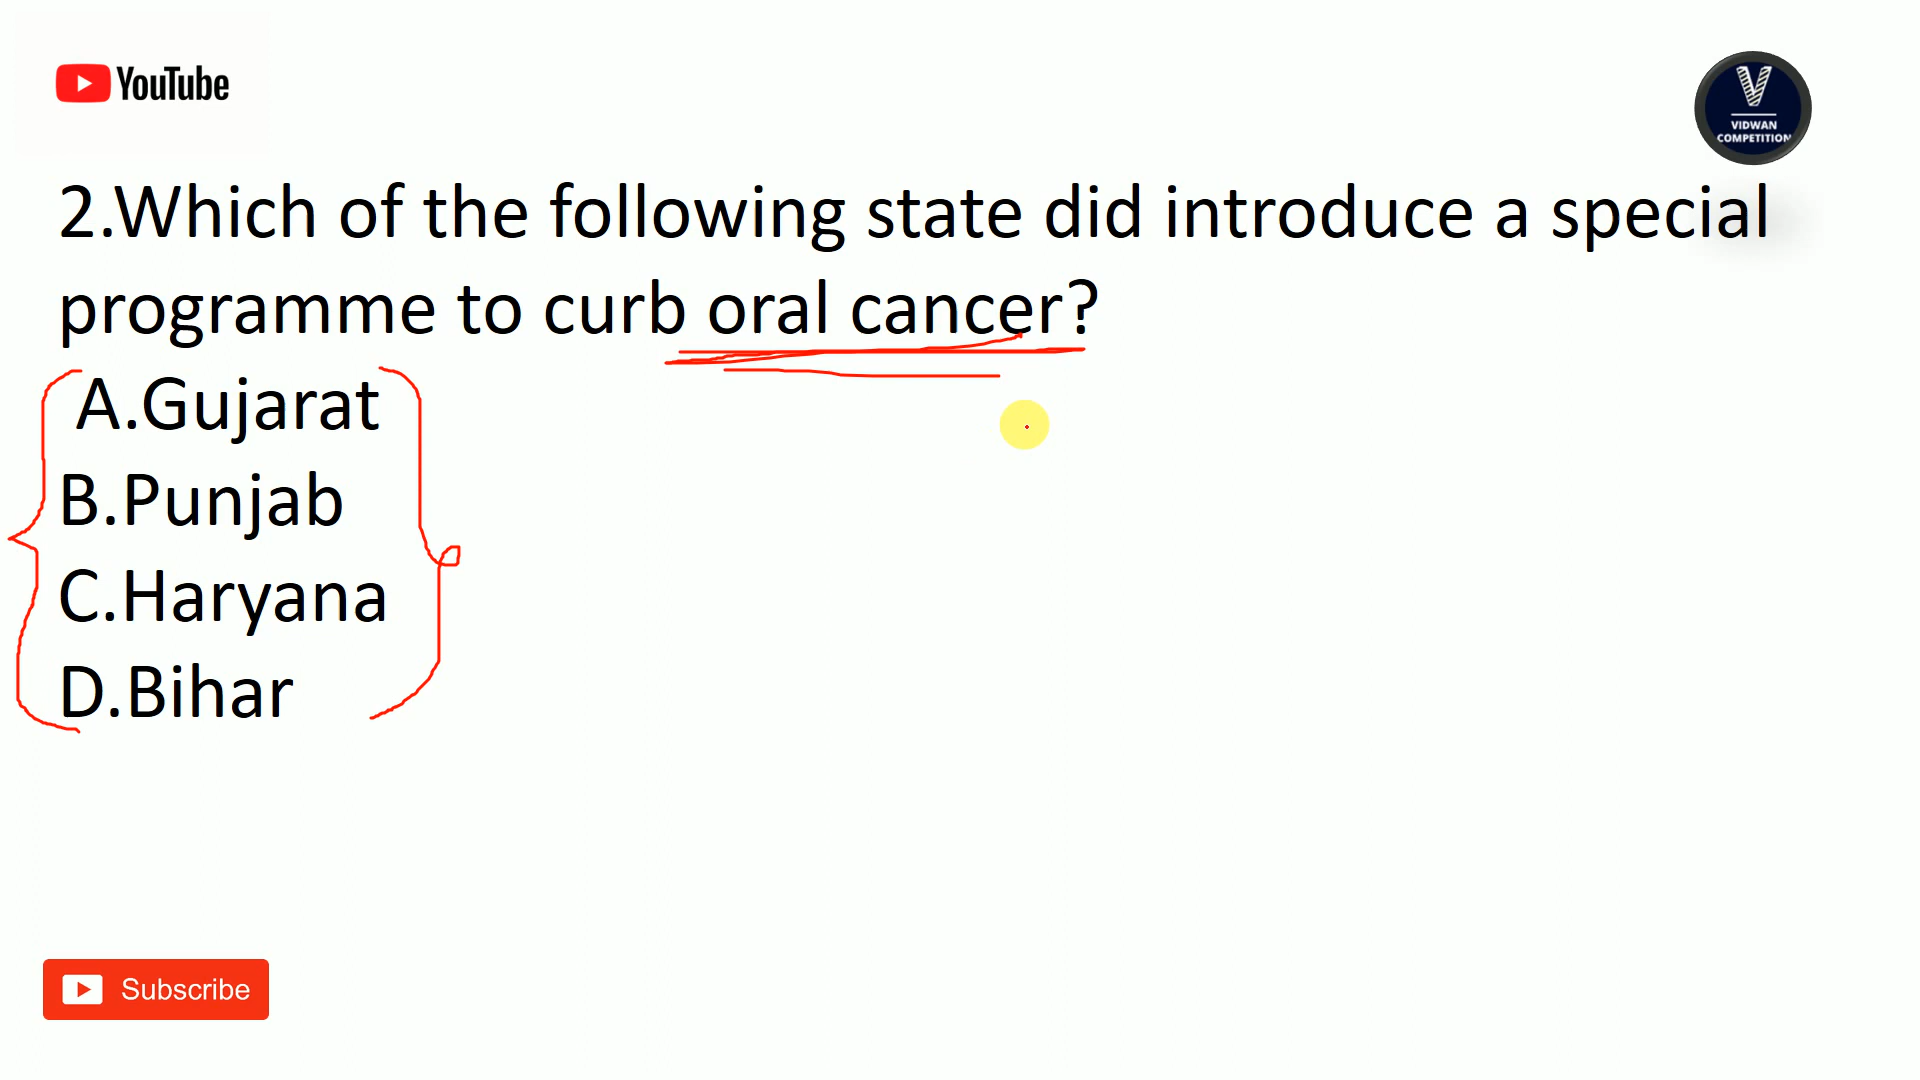 YouTube
VIDWAN
COMPETITION
2.Which of the following state did introduce a special
programme to curb oral cancer?
A.Gujarat
B.Punjab
C.Haryana
D.Bihar
Subscribe